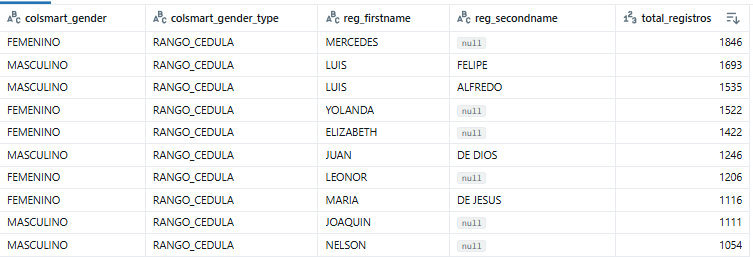 colsmart_gender colsmart_gender_type reg_firstname reg_secondname total_registros
FEMENINO RANGO_CEDULA MERCEDES null 1846
MASCULINO RANGO_CEDULA LUIS FELIPE 1693
MASCULINO RANGO_CEDULA LUIS ALFREDO 1535
FEMENINO RANGO_CEDULA YOLANDA null 1522
FEMENINO RANGO_CEDULA ELIZABETH null 1422
MASCULINO RANGO_CEDULA JUAN DE DIOS 1246
FEMENINO RANGO_CEDULA LEONOR null 1206
FEMENINO RANGO_CEDULA MARIA DE JESUS 1116
MASCULINO RANGO_CEDULA JOAQUIN null 1111
MASCULINO RANGO_CEDULA NELSON null 1054